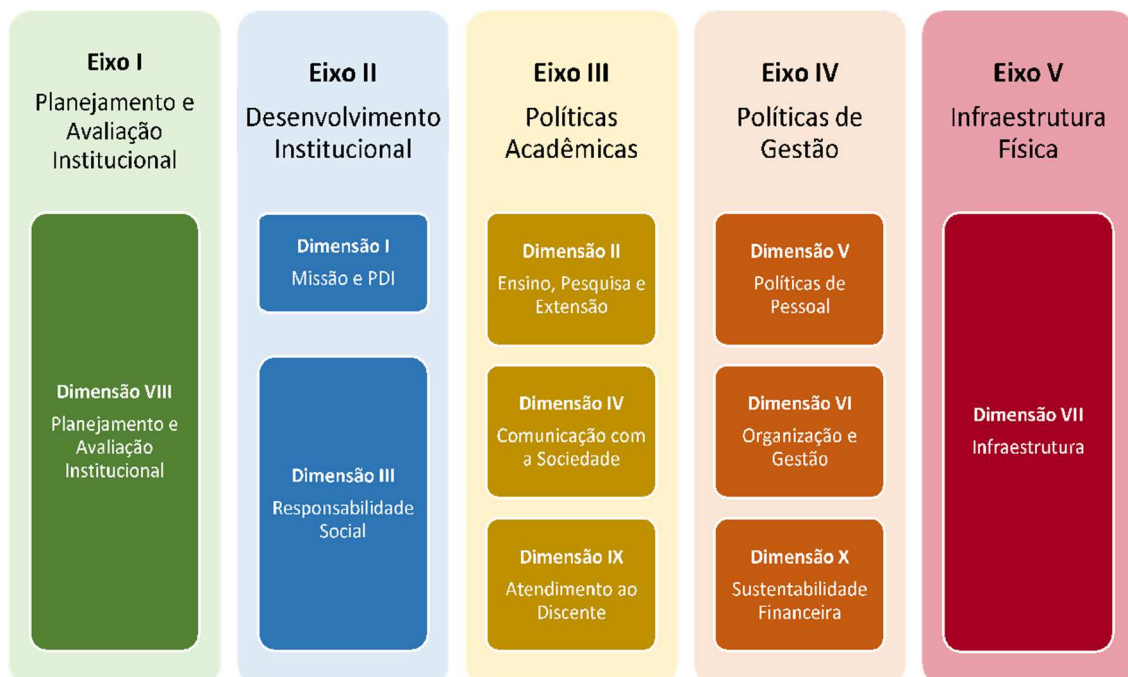 Eixo I
Planejamento e
Avaliação
Institucional
Dimensão VIII
Planejamento e
Avaliação
Institucional
Eixo II
Desenvolvimento
Institucional
Dimensão I
Missão e PDI
Dimensão III
Responsabilidade
Social
Eixo III
Políticas
Acadêmicas
Dimensão II
Ensino, Pesquisa e
Extensão
Dimensão IV
Comunicação com
a Sociedade
Dimensão IX
Atendimento ao
Discente
Eixo IV
Políticas de
Gestão
Dimensão V
Políticas de
Pessoal
Dimensão VI
Organização e
Gestão
Dimensão X
Sustentabilidade
Financeira
Eixo V
Infraestrutura
Física
Dimensão VII
Infraestrutura